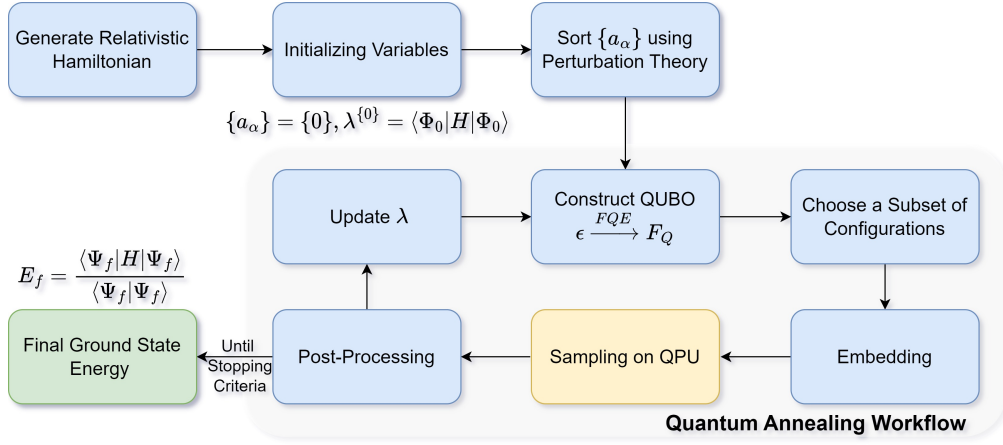 Generate Relativistic
Hamiltonian
Initializing Variables
Sort {a_α} using
Perturbation Theory
{a_α} = {0}, λ^{0} = ⟨Φ_0|H|Φ_0⟩
Update λ
Construct QUBO
ϵ \xrightarrow{FQE} F_Q
Choose a Subset of
Configurations
E_f = ⟨Ψ_f|H|Ψ_f⟩ / ⟨Ψ_f|Ψ_f⟩
Final Ground State
Energy
Until
Stopping
Criteria
Post-Processing
Sampling on QPU
Embedding
Quantum Annealing Workflow